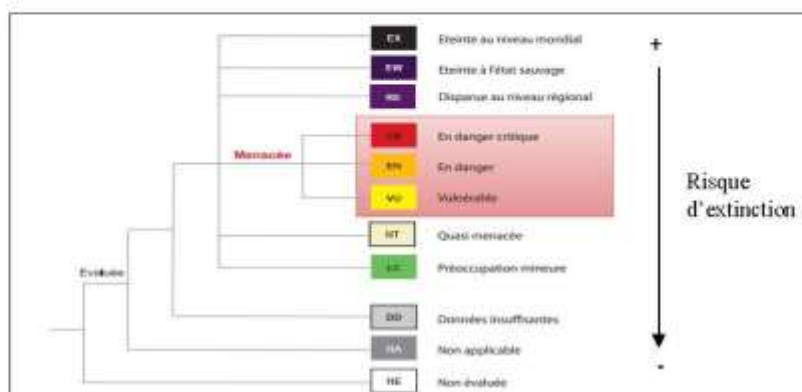 EX Eteinte au niveau mondial
+
EW Eteinte à l'état sauvage
RE Disparue au niveau régional
CR En danger critique
Menacée
EN En danger
VU Vulnérable
Risque
d'extinction
NT Quasi menacée
LC Préoccupation mineure
Evaluée
DD Données insuffisantes
NA Non applicable
-
NE Non évaluée